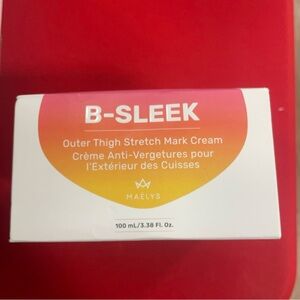 B-SLEEK
Outer Thigh Stretch Mark Cream
Crème Anti-Vergetures pour
l'Extérieur des Cuisses
MAËLYS
100 mL/3.38 Fl. Oz.